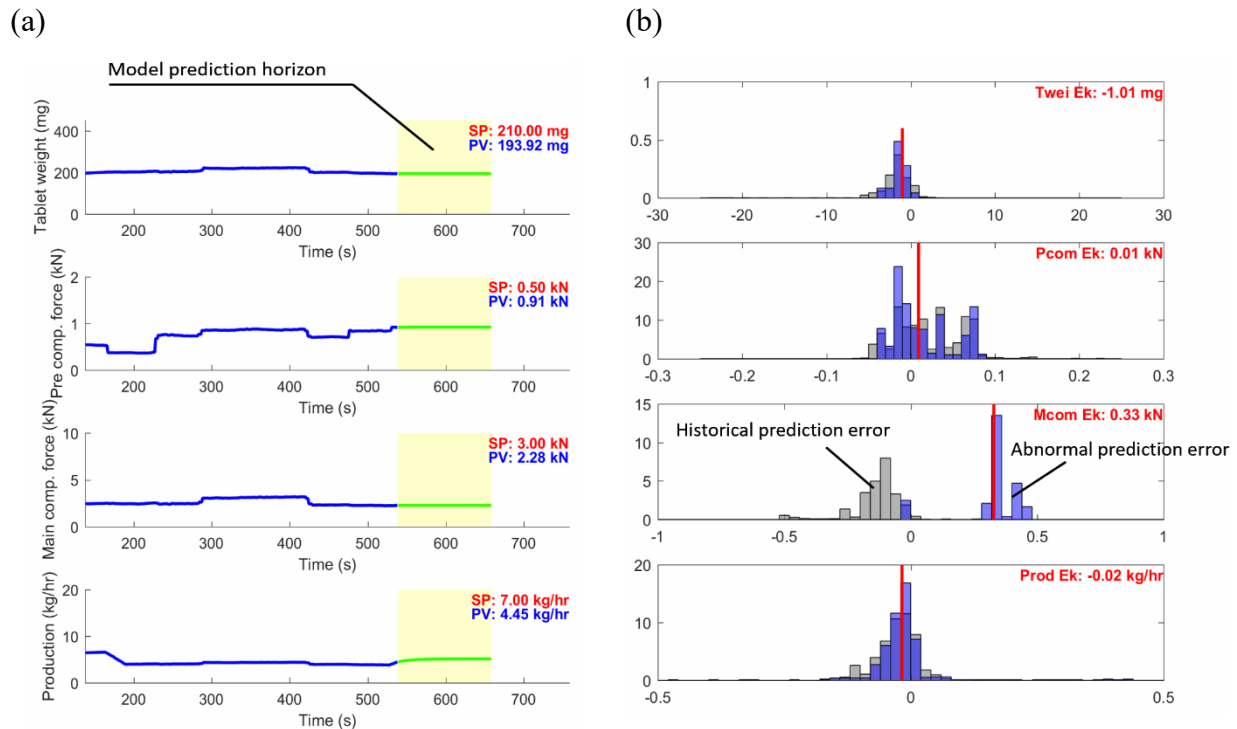 (a)
Model prediction horizon
Tablet weight (mg)
400
200
0
SP: 210.00 mg
PV: 193.92 mg
200 300 400 500 600 700
Time (s)
Pre comp. force (kN)
2
1
0
SP: 0.50 kN
PV: 0.91 kN
200 300 400 500 600 700
Time (s)
Main comp. force (kN)
10
5
0
SP: 3.00 kN
PV: 2.28 kN
200 300 400 500 600 700
Time (s)
Production (kg/hr)
20
10
0
SP: 7.00 kg/hr
PV: 4.45 kg/hr
200 300 400 500 600 700
Time (s)
(b)
1
0.5
0
Twei Ek: -1.01 mg
-30 -20 -10 0 10 20 30
30
20
10
0
Pcom Ek: 0.01 kN
-0.3 -0.2 -0.1 0 0.1 0.2 0.3
15
10
5
0
Mcom Ek: 0.33 kN
Historical prediction error
Abnormal prediction error
-1 -0.5 0 0.5 1
20
15
10
5
0
Prod Ek: -0.02 kg/hr
-0.5 0 0.5